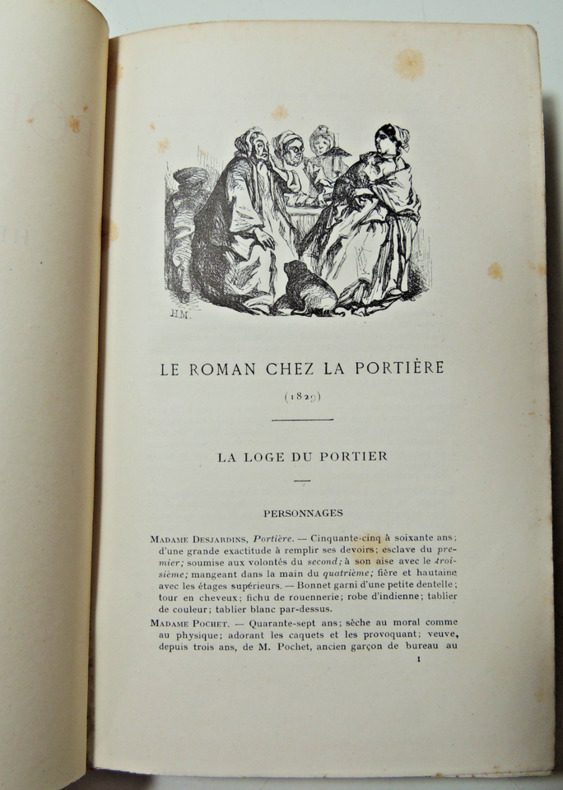 H.M.
LE ROMAN CHEZ LA PORTIÈRE
(1829)
LA LOGE DU PORTIER
PERSONNAGES
MADAME DESJARDINS, Portière. — Cinquante-cinq à soixante ans;
d'une grande exactitude à remplir ses devoirs; esclave du pre-
mier; soumise aux volontés du second; à son aise avec le troi-
sième; mangeant dans la main du quatrième; fière et hautaine
avec les étages supérieurs. — Bonnet garni d'une petite dentelle;
tour en cheveux; fichu de rouennerie; robe d'indienne; tablier
de couleur; tablier blanc par-dessus.
MADAME POCHET. — Quarante-sept ans; sèche au moral comme
au physique; adorant les caquets et les provoquant; veuve,
depuis trois ans, de M. Pochet, ancien garçon de bureau au
1